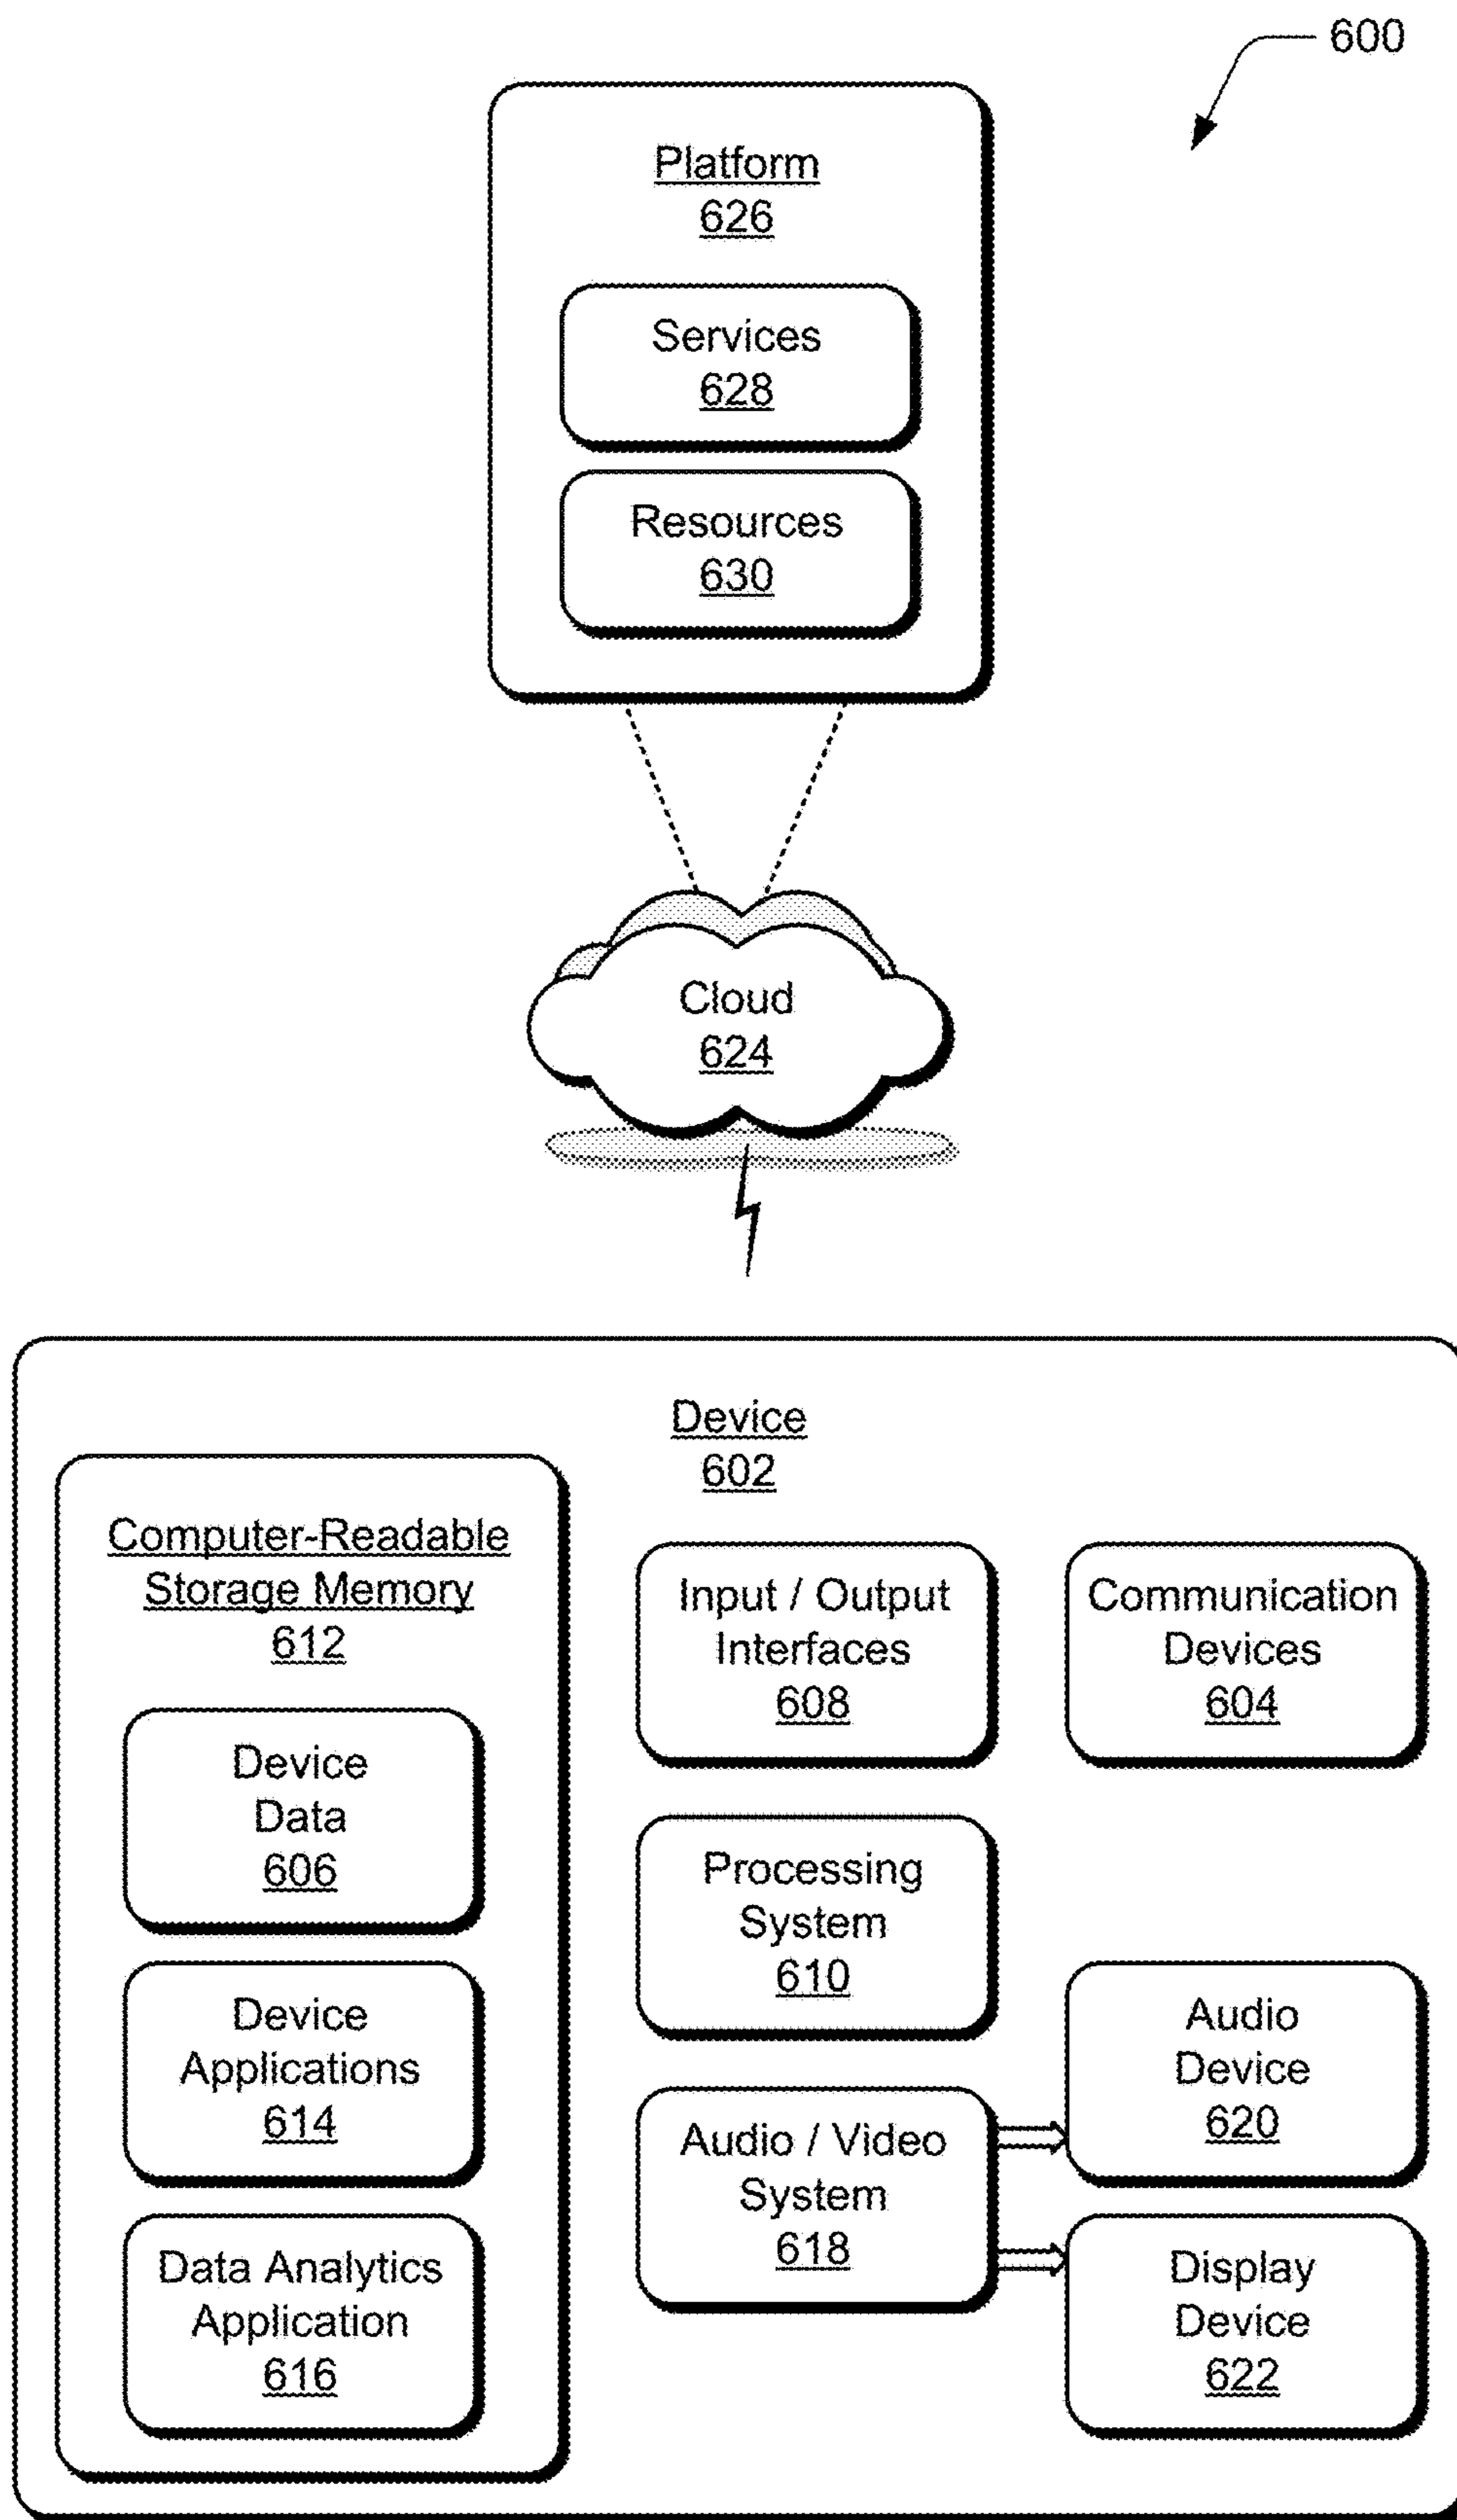 600
Platform
626
Services
628
Resources
630
Cloud
624
Device
602
Computer-Readable
Storage Memory
612
Device
Data
606
Device
Applications
614
Data Analytics
Application
616
Input / Output
Interfaces
608
Processing
System
610
Audio / Video
System
618
Communication
Devices
604
Audio
Device
620
Display
Device
622